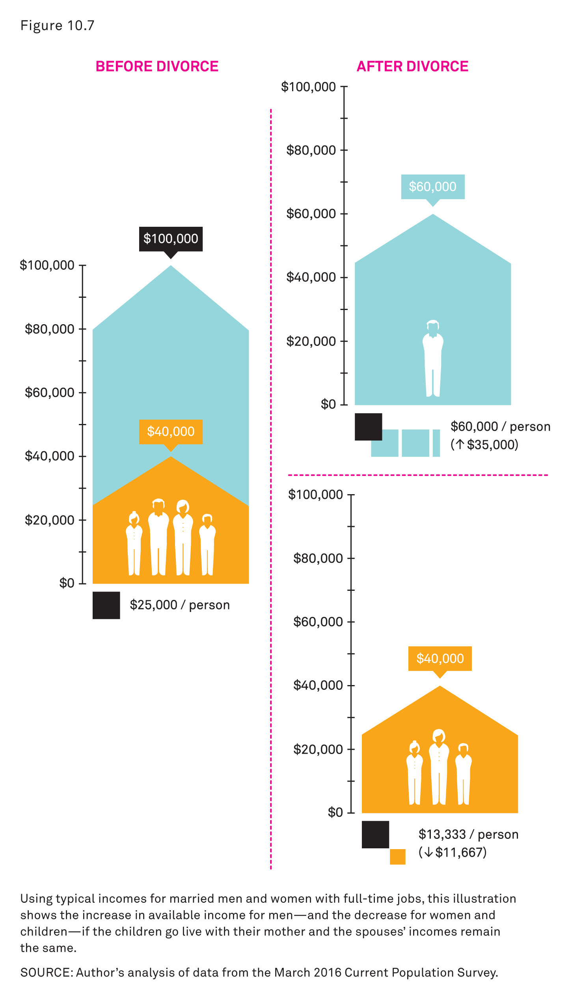 Figure 10.7
BEFORE DIVORCE
$100,000
$100,000
$80,000
$60,000
$40,000
$40,000
$20,000
$0
$25,000 / person
AFTER DIVORCE
$100,000
$80,000
$60,000
$60,000
$40,000
$20,000
$0
$60,000 / person
(↑ $35,000)
$100,000
$80,000
$60,000
$40,000
$40,000
$20,000
$0
$13,333 / person
(↓ $11,667)
Using typical incomes for married men and women with full-time jobs, this illustration
shows the increase in available income for men—and the decrease for women and
children—if the children go live with their mother and the spouses’ incomes remain
the same.
SOURCE: Author’s analysis of data from the March 2016 Current Population Survey.